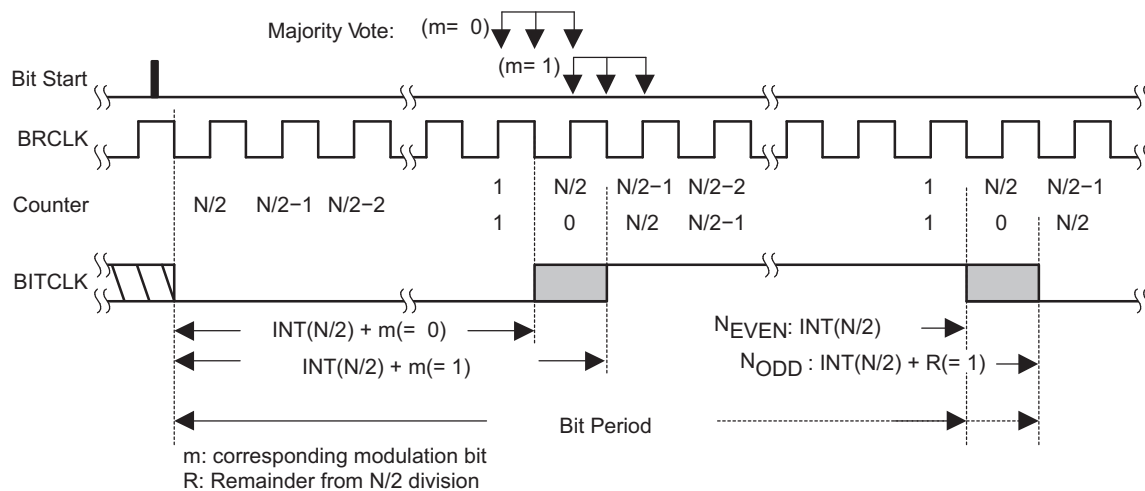 Majority Vote: (m= 0)
(m= 1)
Bit Start
BRCLK
1 N/2 N/2−1 N/2−2 1 N/2 N/2−1
Counter N/2 N/2−1 N/2−2
1 0 N/2 N/2−1 1 0 N/2
BITCLK
INT(N/2) + m(= 0) NEVEN: INT(N/2)
INT(N/2) + m(= 1) NODD : INT(N/2) + R(= 1)
Bit Period
m: corresponding modulation bit
R: Remainder from N/2 division